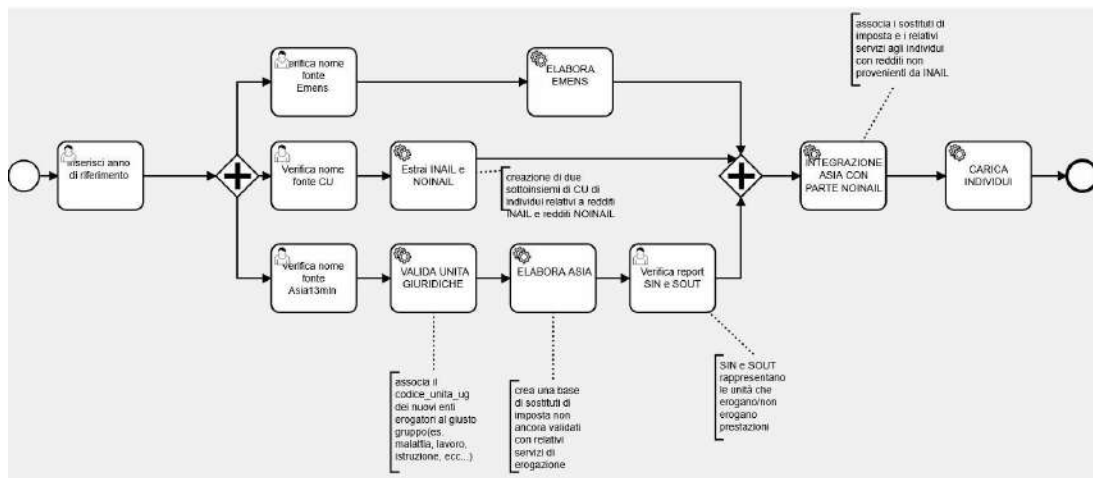 associa i sostituti di
imposta e i relativi
servizi agli individui
con redditi non
provenienti da INAIL
Verifica nome
fonte
Emens
ELABORA
EMENS
Inserisci anno
di riferimento
Verifica nome
fonte CU
Estrai INAIL e
NOINAIL
creazione di due
sottoinsiemi di CU di
individui relativi a redditi
INAIL e redditi NOINAIL
INTEGRAZIONE
ASIA CON
PARTE NOINAIL
CARICA
INDIVIDUI
Verifica nome
fonte
Asia13mln
VALIDA UNITA
GIURIDICHE
ELABORA ASIA
Verifica report
SIN e SOUT
associa il
codice_unita_ug
dei nuovi enti
erogatori al giusto
gruppo(es.
malattia, lavoro,
istruzione, ecc...)
crea una base
di sostituti di
imposta non
ancora validati
con relativi
servizi di
erogazione
SIN e SOUT
rappresentano
le unità che
erogano/non
erogano
prestazioni